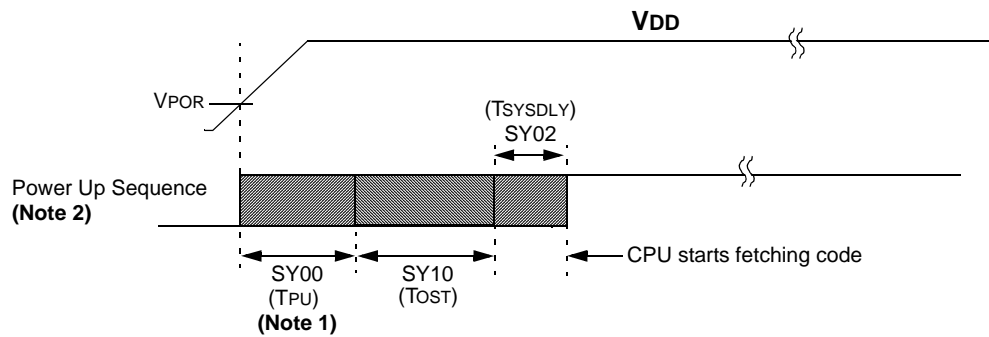 VDD
VPOR
(TSYSDLY)
SY02
Power Up Sequence
(Note 2)
CPU starts fetching code
SY00
(TPU)
(Note 1)
SY10
(TOST)